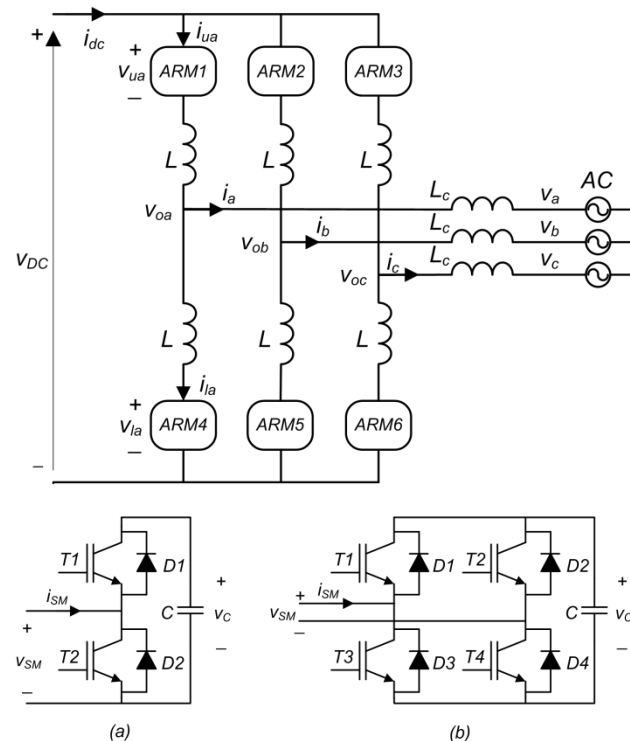 + i_dc i_ua
+ v_ua − ARM1 ARM2 ARM3
L L L
i_a L_c v_a AC
v_oa
i_b L_c v_b
v_ob
i_c L_c v_c
v_oc
v_DC
L L L
i_la
+ v_la − ARM4 ARM5 ARM6
−
T1 D1
i_SM C + v_C −
+ v_SM − T2 D2
(a)
T1 D1 T2 D2
i_SM + v_SM − C + v_C −
T3 D3 T4 D4
(b)